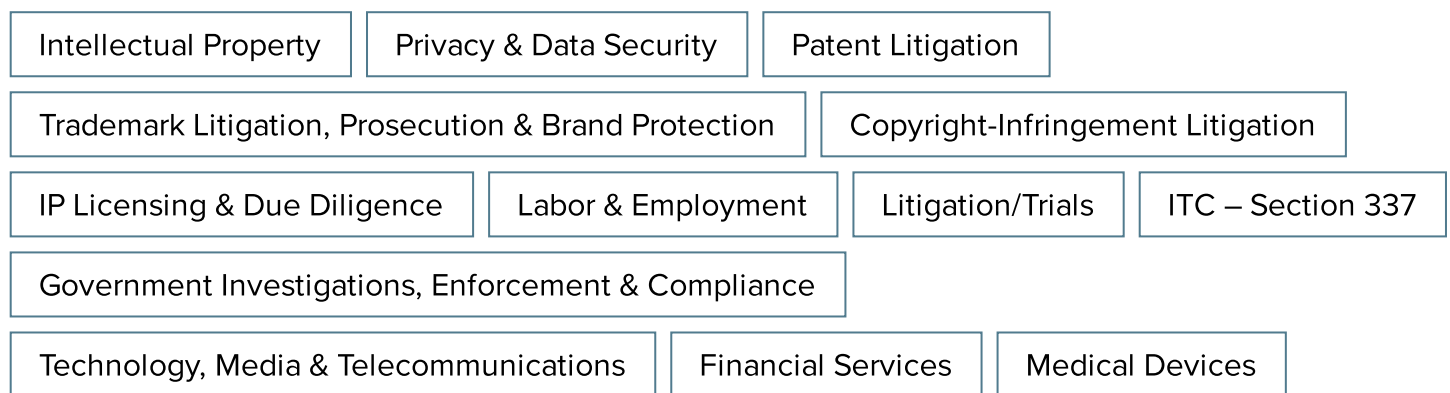 Intellectual Property Privacy & Data Security Patent Litigation
Trademark Litigation, Prosecution & Brand Protection Copyright-Infringement Litigation
IP Licensing & Due Diligence Labor & Employment Litigation/Trials ITC – Section 337
Government Investigations, Enforcement & Compliance
Technology, Media & Telecommunications Financial Services Medical Devices